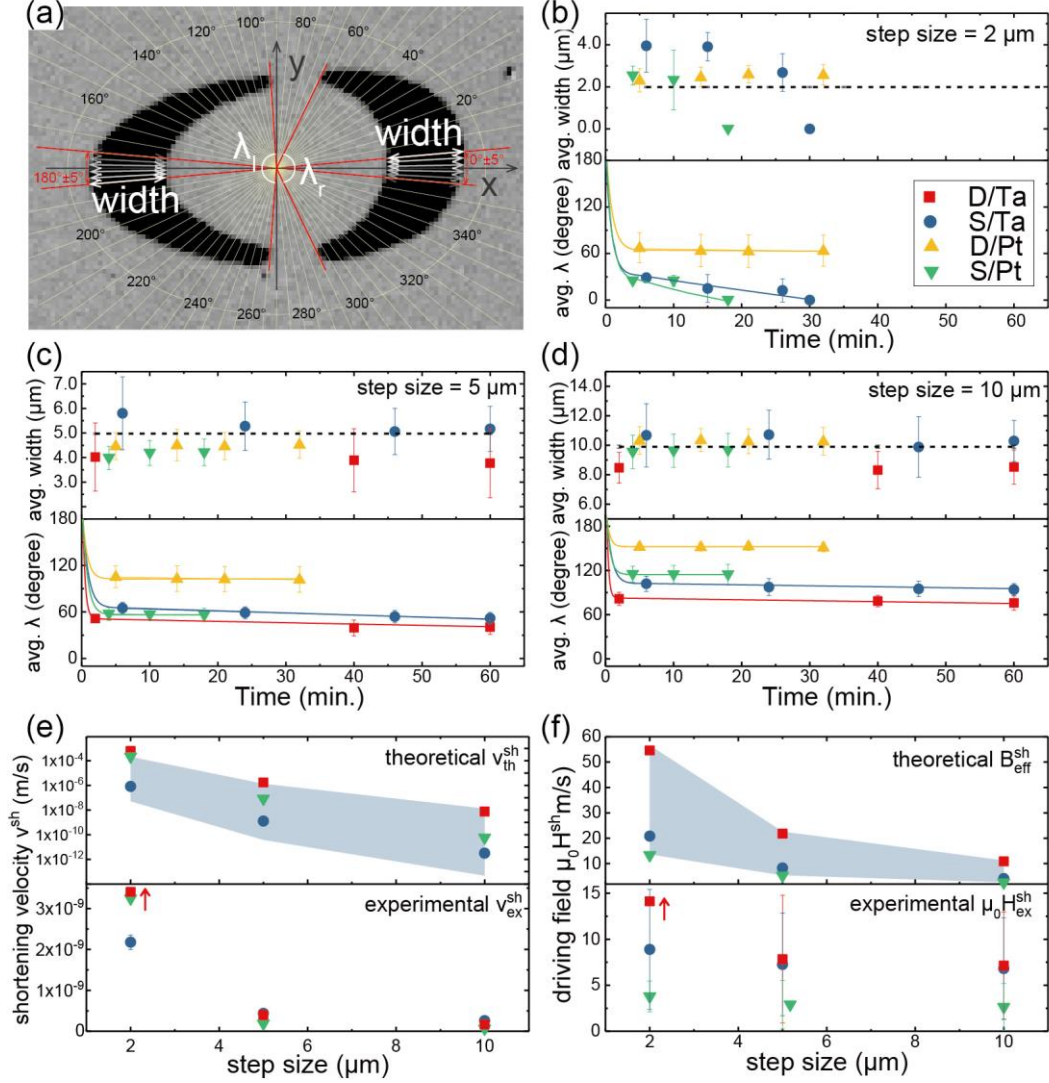 (a)
100°
80°
120°
60°
140°
40°
160°
20°
y
width
λl
λr
180°±5°
0°±5°
x
width
200°
340°
220°
320°
240°
300°
260°
280°
(b)
step size = 2 µm
avg. width (µm)
4.0
2.0
0.0
avg. λ (degree)
180
120
60
0
D/Ta
S/Ta
D/Pt
S/Pt
0 10 20 30 40 50 60
Time (min.)
(c)
step size = 5 µm
avg. width (µm)
7.0
6.0
5.0
4.0
3.0
avg. λ (degree)
180
120
60
0
0 10 20 30 40 50 60
Time (min.)
(d)
step size = 10 µm
avg. width (µm)
14.0
12.0
10.0
8.0
6.0
avg. λ (degree)
180
120
60
0
0 10 20 30 40 50 60
Time (min.)
(e)
theoretical v_th^sh
shortening velocity v^sh (m/s)
1x10^-4
1x10^-6
1x10^-8
1x10^-10
1x10^-12
experimental v_ex^sh
3x10^-9
2x10^-9
1x10^-9
0
2 4 6 8 10
step size (µm)
(f)
theoretical B_eff^sh
driving field µ0H^sh m/s)
60
50
40
30
20
10
experimental µ0H_ex^sh
15
10
5
0
2 4 6 8 10
step size (µm)